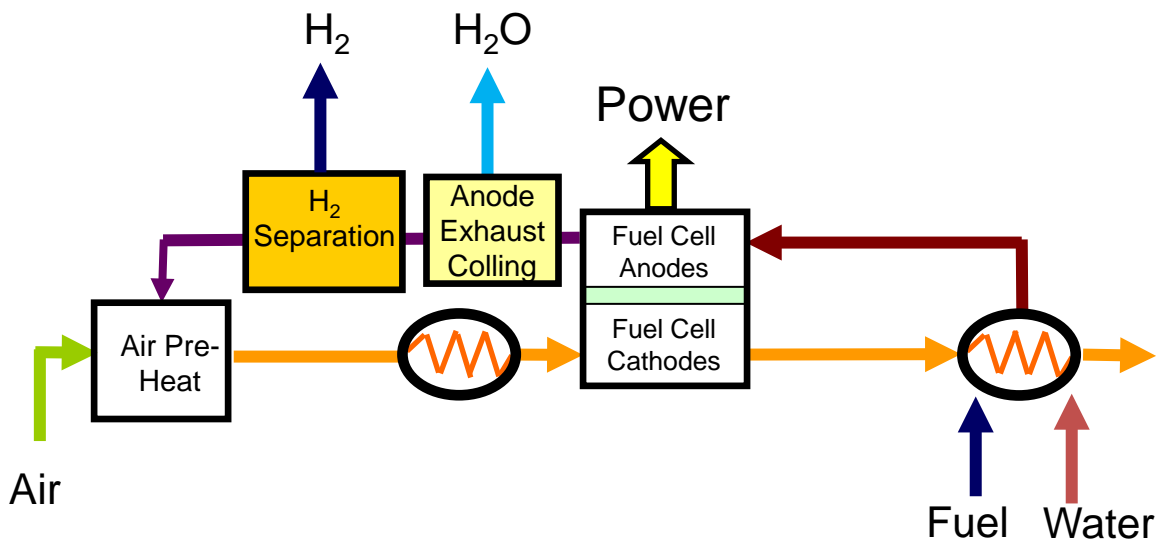 H₂
H₂O
Power
H₂
Separation
Anode
Exhaust
Colling
Fuel Cell
Anodes
Air Pre-
Heat
Fuel Cell
Cathodes
Air
Fuel
Water